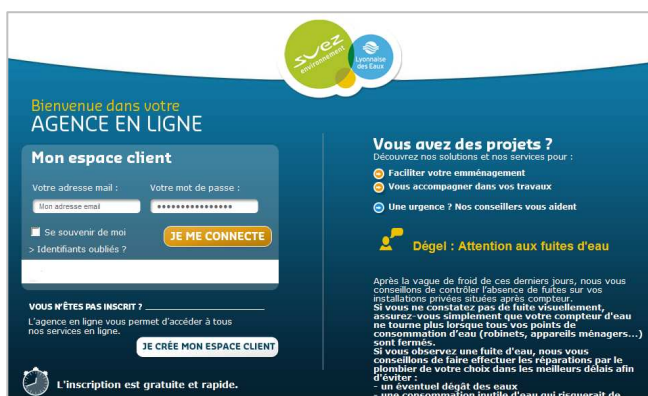 suez
environnement
Lyonnaise
des Eaux
Bienvenue dans votre
AGENCE EN LIGNE
Mon espace client
Votre adresse mail :
Votre mot de passe :
Mon adresse email
••••••••••••••••
Se souvenir de moi
JE ME CONNECTE
> Identifiants oubliés ?
VOUS N'ÊTES PAS INSCRIT ?
L'agence en ligne vous permet d'accéder à tous
nos services en ligne.
JE CRÉE MON ESPACE CLIENT
L'inscription est gratuite et rapide.
Vous avez des projets ?
Découvrez nos solutions et nos services pour :
Faciliter votre emménagement
Vous accompagner dans vos travaux
Une urgence ? Nos conseillers vous aident
Dégel : Attention aux fuites d'eau
Après la vague de froid de ces derniers jours, nous vous
conseillons de contrôler l'absence de fuites sur vos
installations privées situées après compteur.
Si vous ne constatez pas de fuite visuellement,
assurez-vous simplement que votre compteur d'eau
ne tourne plus lorsque tous vos points de
consommation d'eau (robinets, appareils ménagers...)
sont fermés.
Si vous observez une fuite d'eau, nous vous
conseillons de faire effectuer les réparations par le
plombier de votre choix dans les meilleurs délais afin
d'éviter :
- un éventuel dégât des eaux
- une consommation inutile d'eau qui risquerait de